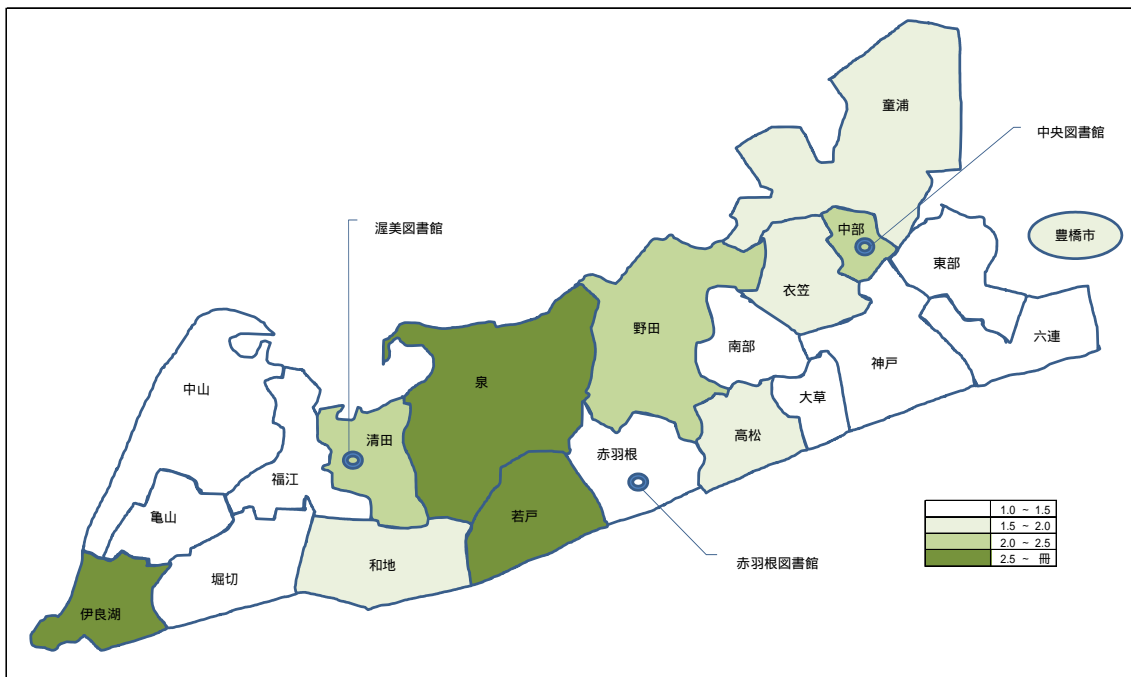 童浦
中央図書館
渥美図書館
中部
豊橋市
東部
衣笠
野田
六連
南部
神戸
泉
中山
大草
清田
高松
赤羽根
福江
亀山
若戸
1.0 ~ 1.5
1.5 ~ 2.0
2.0 ~ 2.5
2.5 ~ 冊
赤羽根図書館
和地
堀切
伊良湖